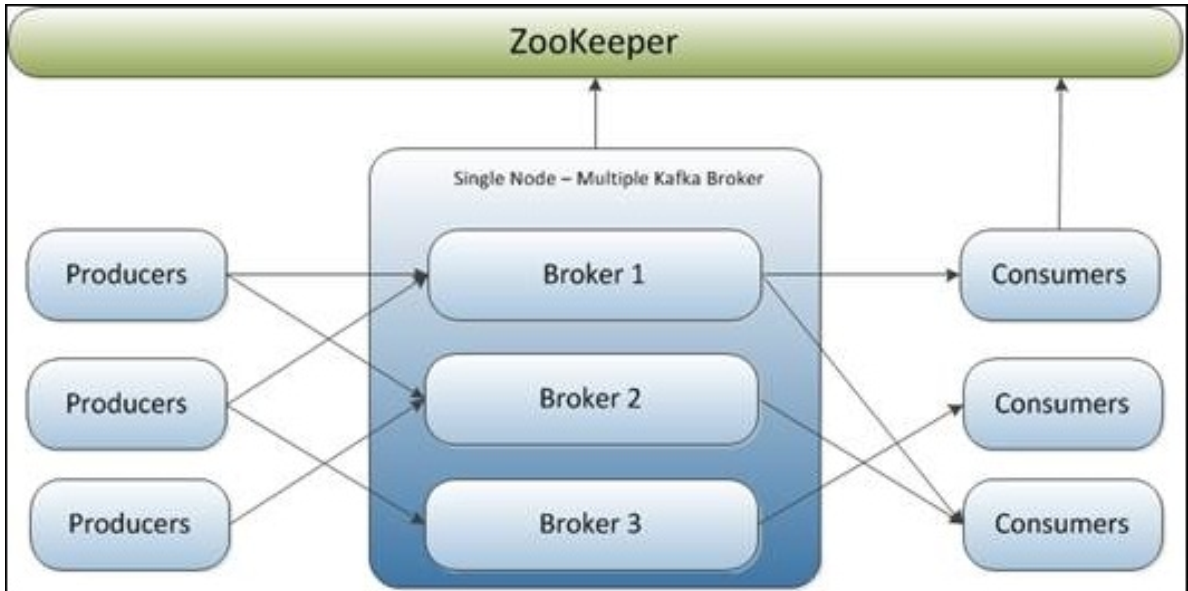 ZooKeeper
Single Node – Multiple Kafka Broker
Producers
Broker 1
Consumers
Producers
Broker 2
Consumers
Producers
Broker 3
Consumers